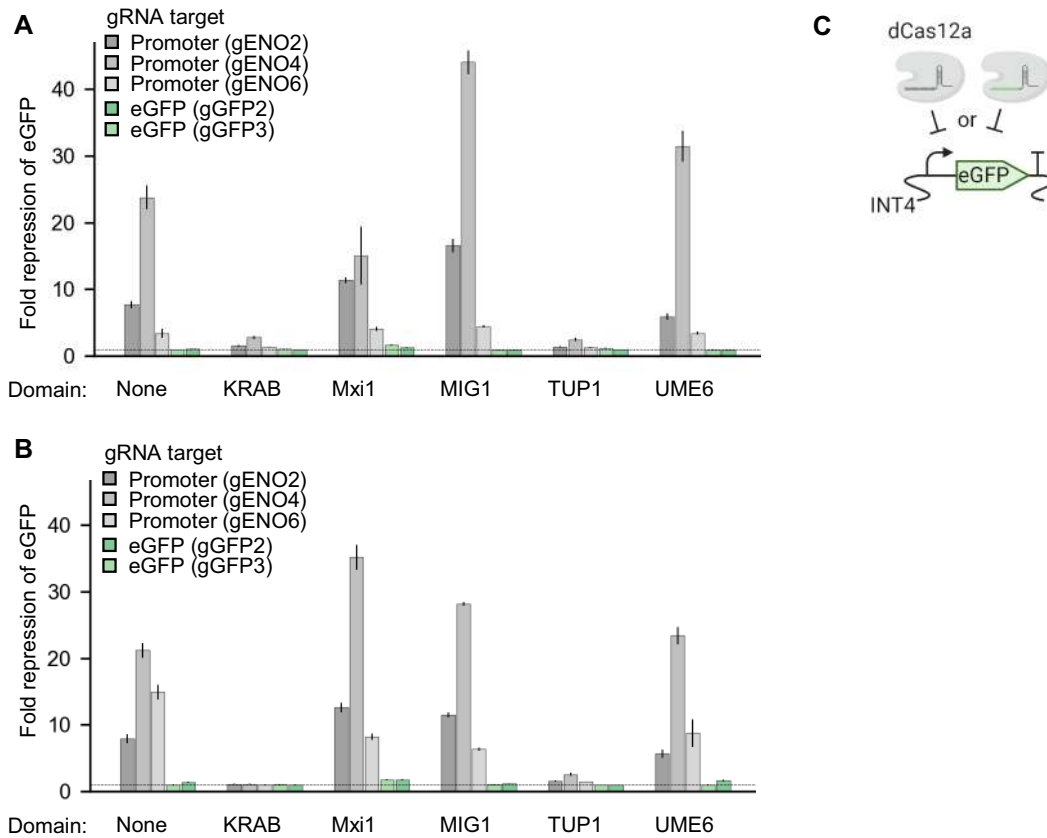 A
gRNA target
Promoter (gENO2)
Promoter (gENO4)
Promoter (gENO6)
eGFP (gGFP2)
eGFP (gGFP3)
Fold repression of eGFP
40
30
20
10
0
Domain: None KRAB Mxi1 MIG1 TUP1 UME6
B
gRNA target
Promoter (gENO2)
Promoter (gENO4)
Promoter (gENO6)
eGFP (gGFP2)
eGFP (gGFP3)
Fold repression of eGFP
40
30
20
10
0
Domain: None KRAB Mxi1 MIG1 TUP1 UME6
C
dCas12a
or
eGFP
INT4